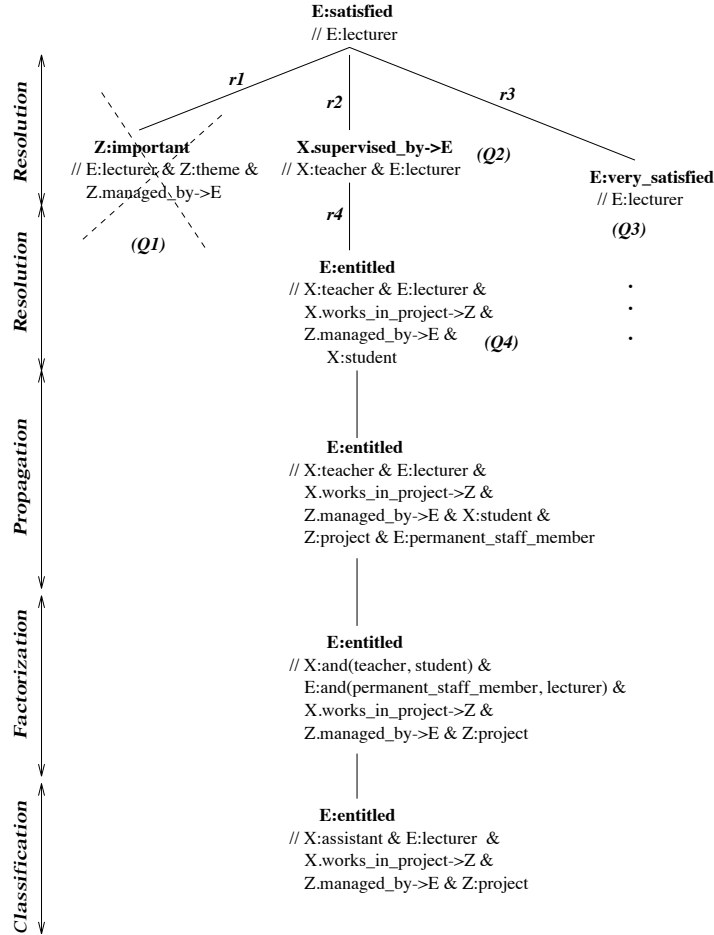 E:satisfied
// E:lecturer
Resolution
r1
r2
r3
Z:important
// E:lecturer & Z:theme &
Z.managed_by->E
(Q1)
X.supervised_by->E
// X:teacher & E:lecturer
(Q2)
E:very_satisfied
// E:lecturer
(Q3)
Resolution
r4
E:entitled
// X:teacher & E:lecturer &
X.works_in_project->Z &
Z.managed_by->E &
X:student
(Q4)
.
.
.
Propagation
E:entitled
// X:teacher & E:lecturer &
X.works_in_project->Z &
Z.managed_by->E & X:student &
Z:project & E:permanent_staff_member
Factorization
E:entitled
// X:and(teacher, student) &
E:and(permanent_staff_member, lecturer) &
X.works_in_project->Z &
Z.managed_by->E & Z:project
Classification
E:entitled
// X:assistant & E:lecturer &
X.works_in_project->Z &
Z.managed_by->E & Z:project